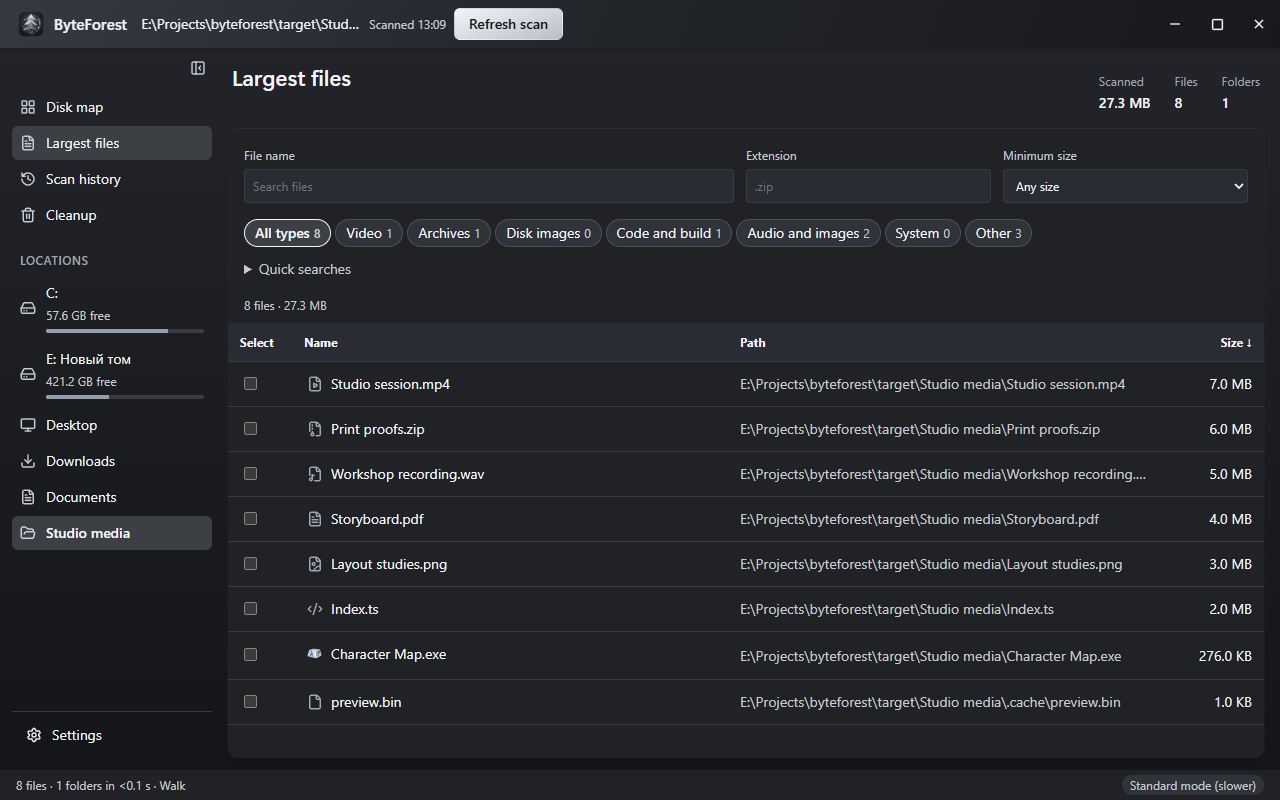 ByteForest E:\Projects\byteforest\target\Stud... Scanned 13:09 Refresh scan
Disk map
Largest files
Scan history
Cleanup
LOCATIONS
C:
57.6 GB free
E: Новый том
421.2 GB free
Desktop
Downloads
Documents
Studio media
Settings
Largest files
Scanned Files Folders
27.3 MB 8 1
File name Extension Minimum size
Search files .zip Any size
All types 8 Video 1 Archives 1 Disk images 0 Code and build 1 Audio and images 2 System 0 Other 3
Quick searches
8 files · 27.3 MB
Select Name Path Size ↓
Studio session.mp4 E:\Projects\byteforest\target\Studio media\Studio session.mp4 7.0 MB
Print proofs.zip E:\Projects\byteforest\target\Studio media\Print proofs.zip 6.0 MB
Workshop recording.wav E:\Projects\byteforest\target\Studio media\Workshop recording.... 5.0 MB
Storyboard.pdf E:\Projects\byteforest\target\Studio media\Storyboard.pdf 4.0 MB
Layout studies.png E:\Projects\byteforest\target\Studio media\Layout studies.png 3.0 MB
Index.ts E:\Projects\byteforest\target\Studio media\Index.ts 2.0 MB
Character Map.exe E:\Projects\byteforest\target\Studio media\Character Map.exe 276.0 KB
preview.bin E:\Projects\byteforest\target\Studio media\.cache\preview.bin 1.0 KB
8 files · 1 folders in <0.1 s · Walk Standard mode (slower)